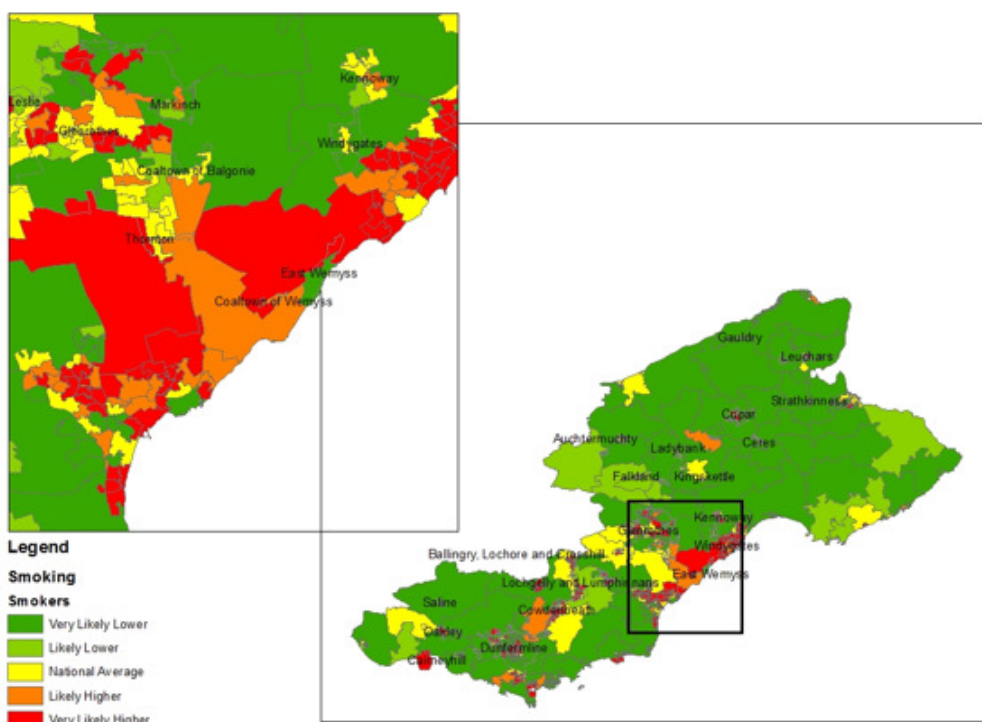 Kennoway
Leslie
Markinch
Glenrothes
Windygates
Coaltown of Balgonie
Thornton
East Wemyss
Coaltown of Wemyss
Gauldry
Leuchars
Strathkinness
Cupar
Auchtermuchty
Ladybank
Ceres
Falkland
Kingskettle
Glenrothes
Kennoway
Windygates
Ballingry, Lochore and Crosshill
East Wemyss
Lochgelly and Lumphinnans
Saline
Cowdenbeath
Oakley
Dunfermline
Cairneyhill
Legend
Smoking
Smokers
Very Likely Lower
Likely Lower
National Average
Likely Higher
Very Likely Higher